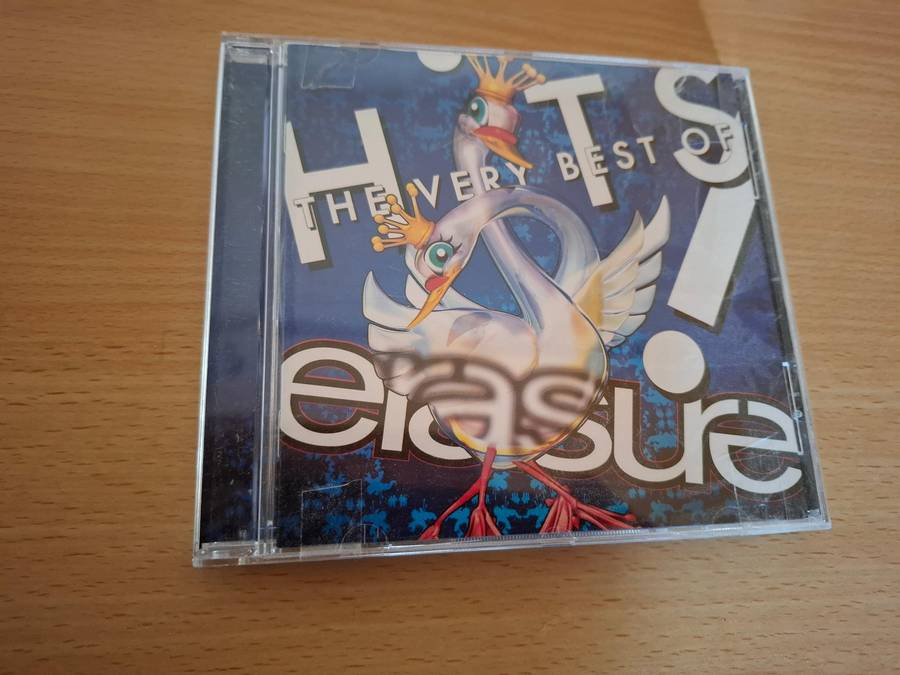 HITS!
THE VERY BEST OF
erasure